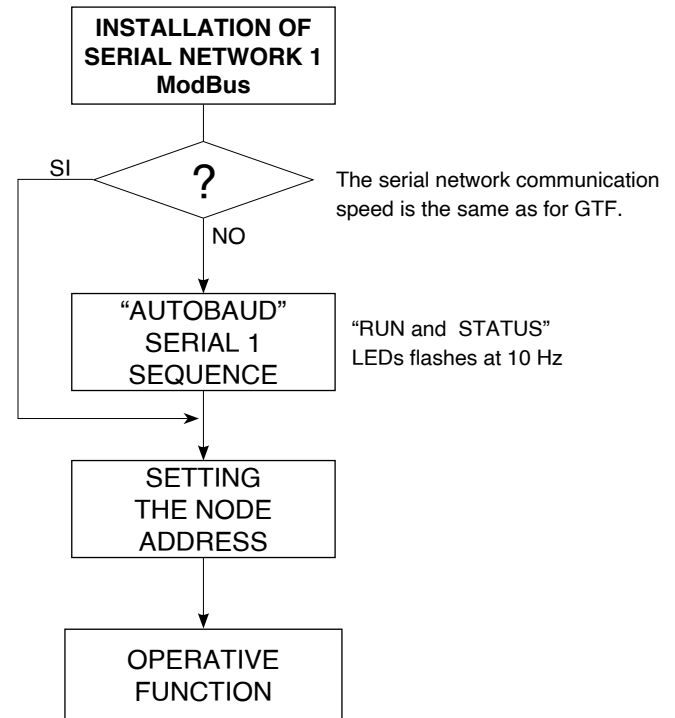 INSTALLATION OF
SERIAL NETWORK 1
ModBus
SI
?
The serial network communication
speed is the same as for GTF.
NO
“AUTOBAUD”
SERIAL 1
SEQUENCE
“RUN and STATUS”
LEDs flashes at 10 Hz
SETTING
THE NODE
ADDRESS
OPERATIVE
FUNCTION